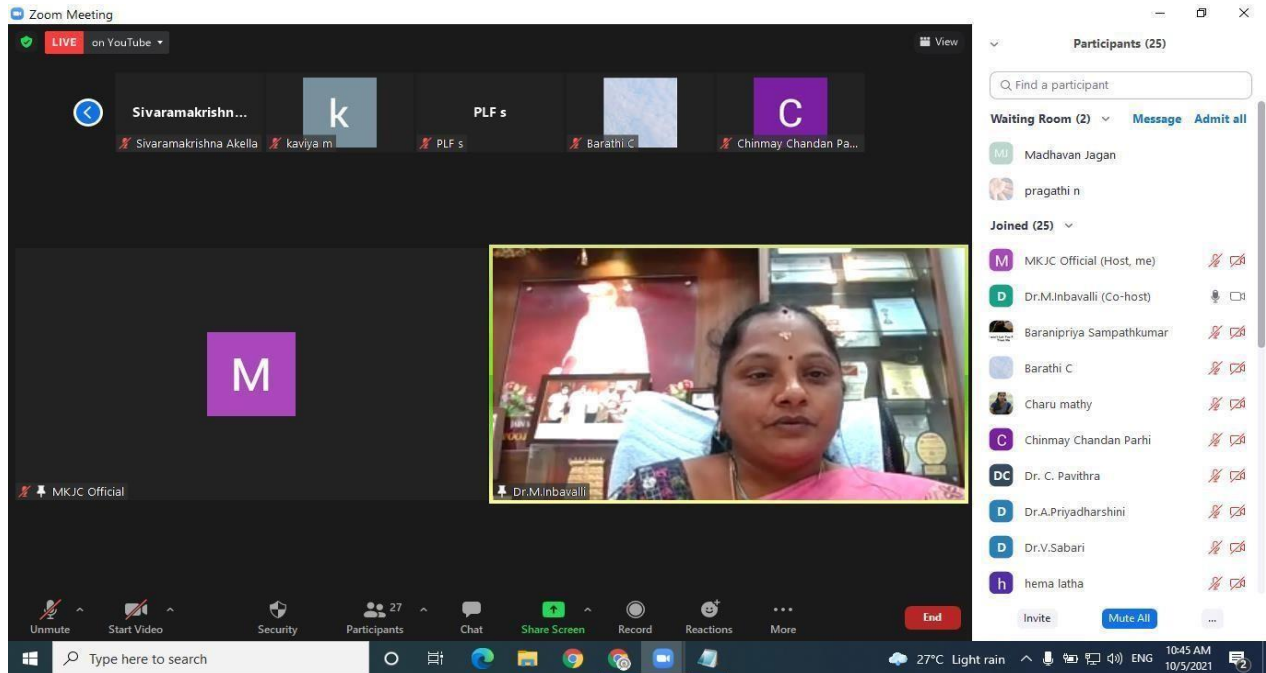 Zoom Meeting
LIVE on YouTube
View
Sivaramakrishn...
k
PLF s
C
Sivaramakrishna Akella
kaviya m
PLF s
Barathi C
Chinmay Chandan Pa...
M
MKJC Official
Dr.M.Inbavalli
Unmute
Start Video
Security
27
Participants
Chat
Share Screen
Record
Reactions
More
End
Participants (25)
Find a participant
Waiting Room (2) Message Admit all
MJ Madhavan Jagan
pragathi n
Joined (25)
M MKJC Official (Host, me)
D Dr.M.Inbavalli (Co-host)
Baranipriya Sampathkumar
Barathi C
Charu mathy
C Chinmay Chandan Parhi
DC Dr. C. Pavithra
D Dr.A.Priyadharshini
D Dr.V.Sabari
h hema latha
Invite Mute All ...
Type here to search
27°C Light rain ENG
10:45 AM
10/5/2021
2